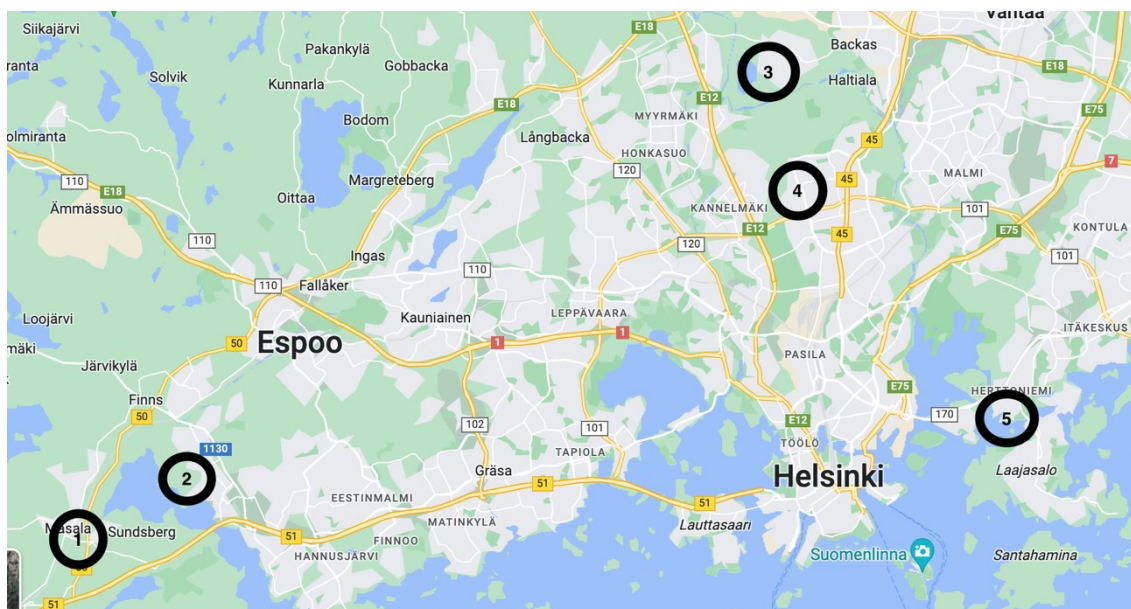 Siikajärvi
Pakankylä
E18
Vantaa
ranta
Solvik
Gobbacka
Backas
E18
Kunnarla
3
Haltiala
E12
E75
MYYRMÄKI
E18
Bodom
Långbacka
45
olmiranta
HONKASUO
7
Margreteberg
120
45
MALMI
110
E18
Oittaa
4
Ämmässuo
KANNELMÄKI
101
E12
E75
KONTULA
110
120
45
101
Ingas
110
110
Fallåker
Kauniainen
LEPPÄVAARA
Loojärvi
ITÄKESKUS
50
Espoo
1
1
mäki
PASILA
Järvikylä
E75
HERTTONIEMI
Finns
50
170
5
102
101
E12
1130
TÖÖLÖ
TAPIOLA
2
Gräsa
Helsinki
Laajasalo
51
EESTINMALMI
51
Masala
Sundsberg
MATINKYLÄ
Lauttasaari
1
51
FINNOO
HANNUSJÄRVI
Suomenlinna
Santahamina
51